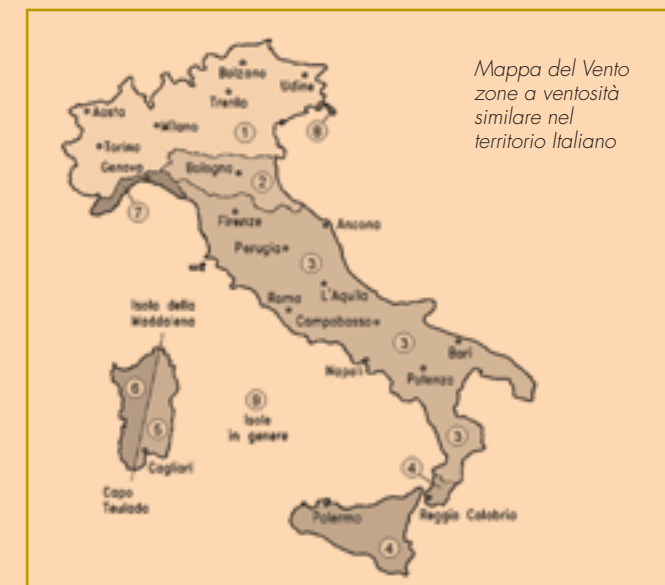 Mappa del Vento
zone a ventosità
similare nel
territorio Italiano
Bolzano
Udine
Trento
Aosta
Milano
1
8
Torino
Genova
Bologna
2
7
Firenze
Ancona
Perugia
3
Roma
L'Aquila
Isola della
Maddalena
Campobasso
3
Bari
Napoli
Potenza
6
9
Isole
in genere
5
3
Cagliari
4
Capo
Teulada
Palermo
Reggio Calabria
4